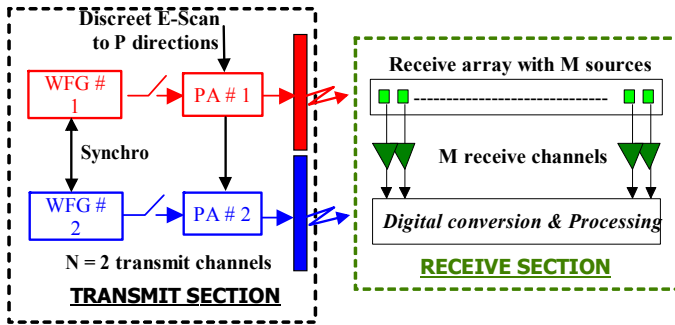 Discreet E-Scan
to P directions
WFG #
1
PA # 1
Synchro
WFG #
2
PA # 2
N = 2 transmit channels
TRANSMIT SECTION
Receive array with M sources
M receive channels
Digital conversion & Processing
RECEIVE SECTION